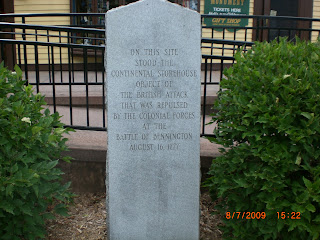 TICKETS HERE
MONUMENT
GIFT SHOP
ON THIS SITE
STOOD THE
CONTINENTAL STOREHOUSE
OBJECT OF
THE BRITISH ATTACK
THAT WAS REPULSED
BY THE COLONIAL FORCES
AT THE
BATTLE OF BENNINGTON
AUGUST 16, 1777
8/7/2009 15:22